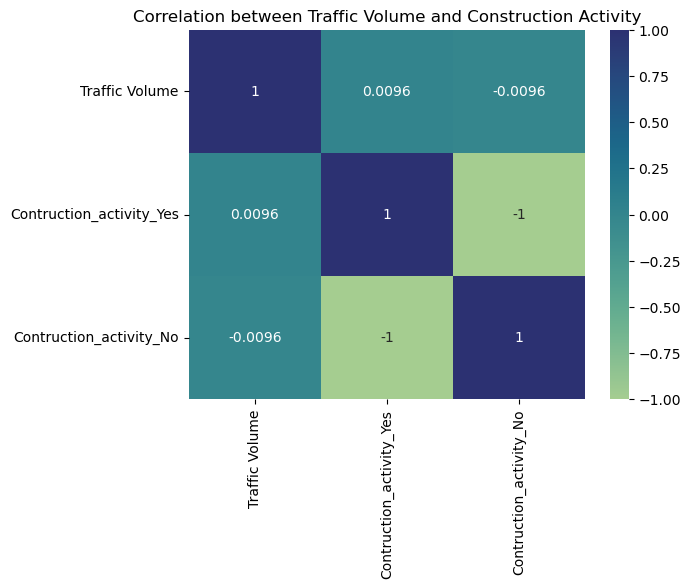 Correlation between Traffic Volume and Construction Activity
Traffic Volume
1
0.0096
-0.0096
Contruction_activity_Yes
0.0096
1
-1
Contruction_activity_No
-0.0096
-1
1
Traffic Volume
Contruction_activity_Yes
Contruction_activity_No
1.00
0.75
0.50
0.25
0.00
−0.25
−0.50
−0.75
−1.00